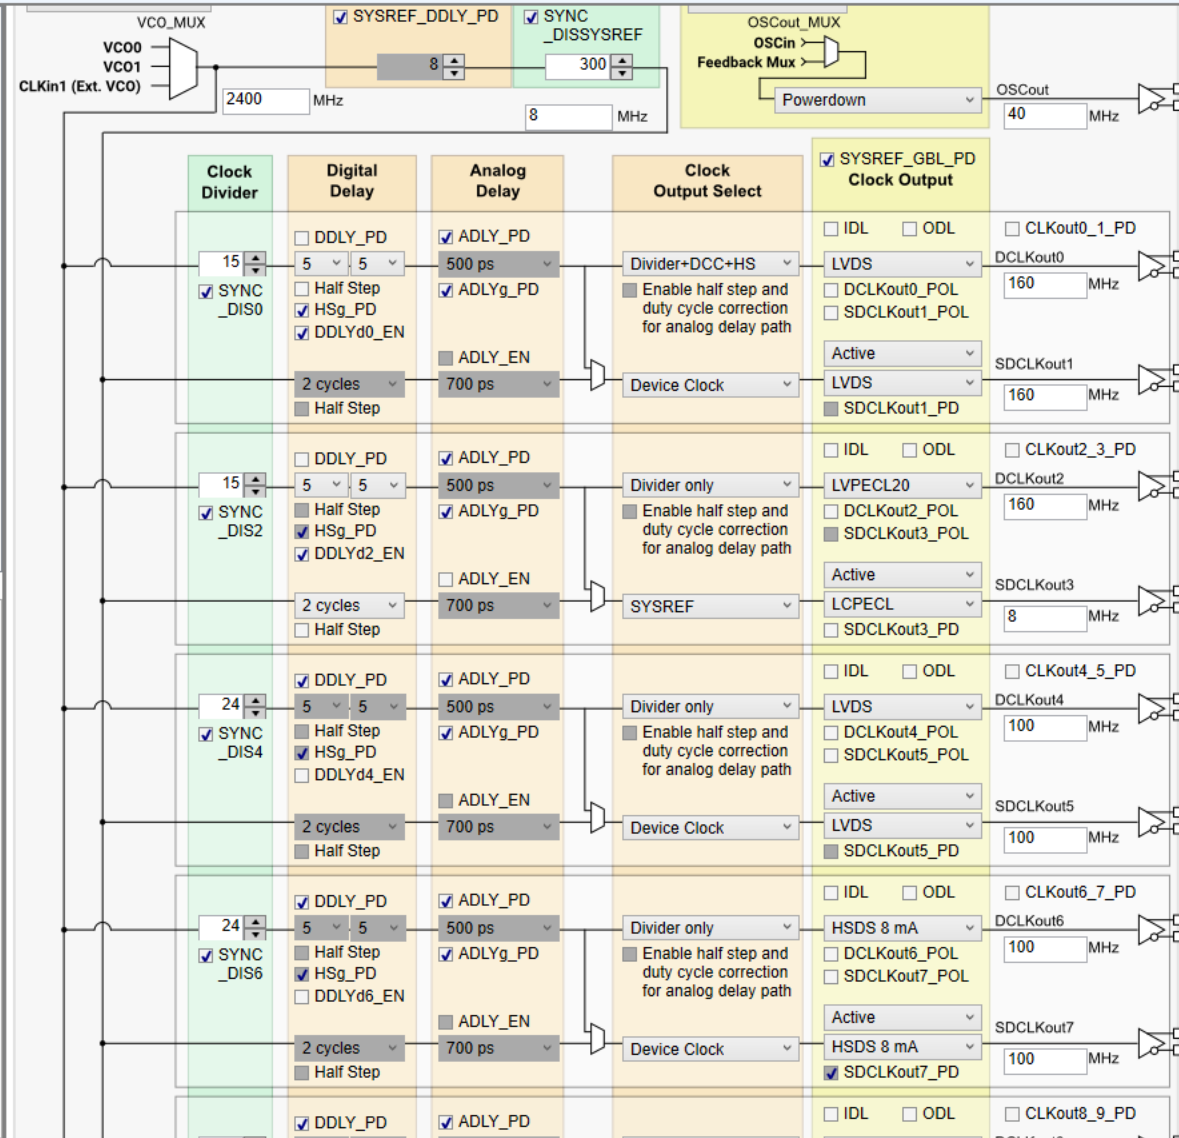 VCO_MUX
VCO0
VCO1
CLKin1 (Ext. VCO)
2400 MHz
SYSREF_DDLY_PD
8
SYNC
_DISSYSREF
300
8 MHz
OSCout_MUX
OSCin
Feedback Mux
Powerdown
OSCout
40 MHz
Clock
Divider
Digital
Delay
Analog
Delay
Clock
Output Select
SYSREF_GBL_PD
Clock Output
15
SYNC
_DIS0
DDLY_PD
5 5
Half Step
HSg_PD
DDLYd0_EN
2 cycles
Half Step
ADLY_PD
500 ps
ADLYg_PD
ADLY_EN
700 ps
Divider+DCC+HS
Enable half step and
duty cycle correction
for analog delay path
Device Clock
IDL ODL
LVDS
DCLKout0_POL
SDCLKout1_POL
Active
LVDS
SDCLKout1_PD
CLKout0_1_PD
DCLKout0
160 MHz
SDCLKout1
160 MHz
15
SYNC
_DIS2
DDLY_PD
5 5
Half Step
HSg_PD
DDLYd2_EN
2 cycles
Half Step
ADLY_PD
500 ps
ADLYg_PD
ADLY_EN
700 ps
Divider only
Enable half step and
duty cycle correction
for analog delay path
SYSREF
IDL ODL
LVPECL20
DCLKout2_POL
SDCLKout3_POL
Active
LCPECL
SDCLKout3_PD
CLKout2_3_PD
DCLKout2
160 MHz
SDCLKout3
8 MHz
24
SYNC
_DIS4
DDLY_PD
5 5
Half Step
HSg_PD
DDLYd4_EN
2 cycles
Half Step
ADLY_PD
500 ps
ADLYg_PD
ADLY_EN
700 ps
Divider only
Enable half step and
duty cycle correction
for analog delay path
Device Clock
IDL ODL
LVDS
DCLKout4_POL
SDCLKout5_POL
Active
LVDS
SDCLKout5_PD
CLKout4_5_PD
DCLKout4
100 MHz
SDCLKout5
100 MHz
24
SYNC
_DIS6
DDLY_PD
5 5
Half Step
HSg_PD
DDLYd6_EN
2 cycles
Half Step
ADLY_PD
500 ps
ADLYg_PD
ADLY_EN
700 ps
Divider only
Enable half step and
duty cycle correction
for analog delay path
Device Clock
IDL ODL
HSDS 8 mA
DCLKout6_POL
SDCLKout7_POL
Active
HSDS 8 mA
SDCLKout7_PD
CLKout6_7_PD
DCLKout6
100 MHz
SDCLKout7
100 MHz
DDLY_PD
ADLY_PD
IDL ODL
CLKout8_9_PD